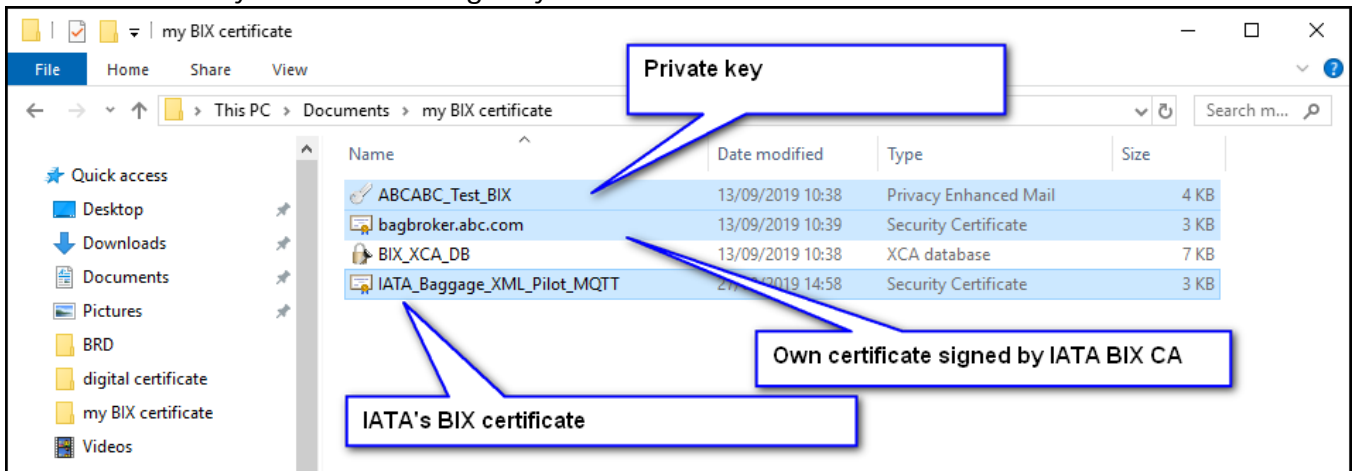 my BIX certificate
File Home Share View
This PC > Documents > my BIX certificate
Search m...
Private key
Name Date modified Type Size
Quick access
Desktop
Downloads
Documents
Pictures
BRD
digital certificate
my BIX certificate
Videos
ABCABC_Test_BIX 13/09/2019 10:38 Privacy Enhanced Mail 4 KB
bagbroker.abc.com 13/09/2019 10:39 Security Certificate 3 KB
BIX_XCA_DB 13/09/2019 10:38 XCA database 7 KB
IATA_Baggage_XML_Pilot_MQTT 14:58 Security Certificate 3 KB
Own certificate signed by IATA BIX CA
IATA's BIX certificate